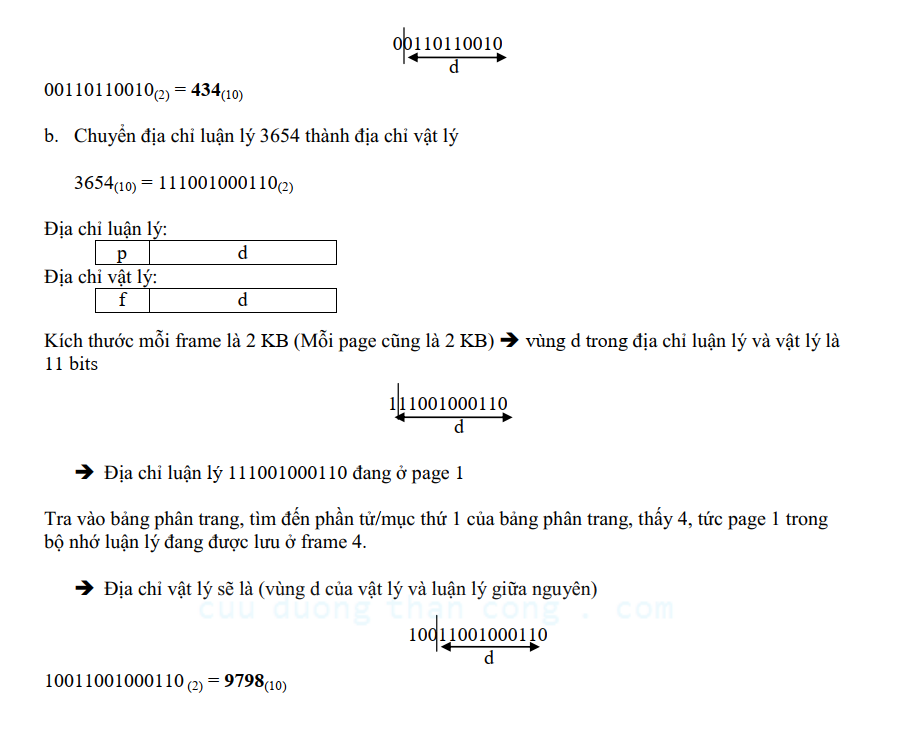 00110110010
d
00110110010(2) = 434(10)
b. Chuyển địa chỉ luận lý 3654 thành địa chỉ vật lý
3654(10) = 111001000110(2)
Địa chỉ luận lý:
p d
Địa chỉ vật lý:
f d
Kích thước mỗi frame là 2 KB (Mỗi page cũng là 2 KB) ➔ vùng d trong địa chỉ luận lý và vật lý là
11 bits
111001000110
d
➔ Địa chỉ luận lý 111001000110 đang ở page 1
Tra vào bảng phân trang, tìm đến phần tử/mục thứ 1 của bảng phân trang, thấy 4, tức page 1 trong
bộ nhớ luận lý đang được lưu ở frame 4.
➔ Địa chỉ vật lý sẽ là (vùng d của vật lý và luận lý giữa nguyên)
cuu duong than cong . com
10011001000110
d
10011001000110 (2) = 9798(10)